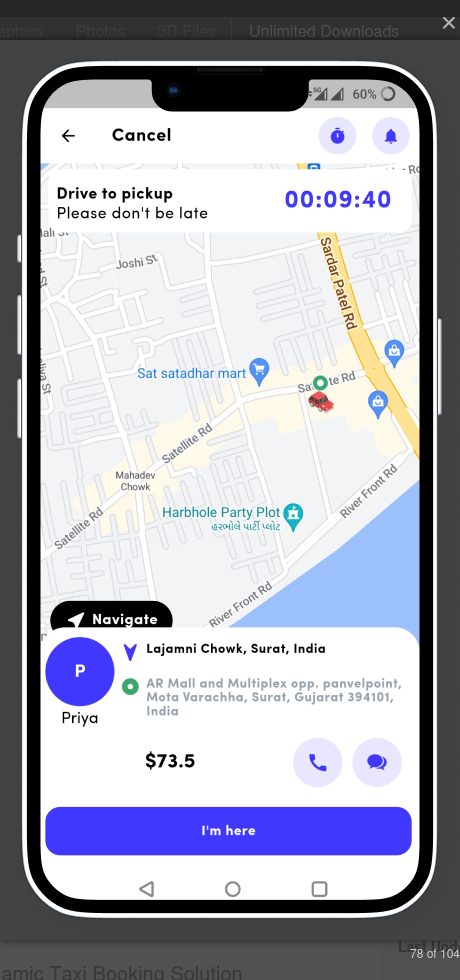 aphics Photos 3D Files Unlimited Downloads
5G 60%
Cancel
Drive to pickup
Please don't be late
00:09:40
Joshi St
Sardar Patel Rd
Sat satadhar mart
Satellite Rd
Mahadev
Chowk
Harbhole Party Plot
હરભોલે પાર્ટી પ્લોટ
River Front Rd
Satellite Rd
River Front Rd
Navigate
P
Priya
Lajamni Chowk, Surat, India
AR Mall and Multiplex opp. panvelpoint,
Mota Varachha, Surat, Gujarat 394101,
India
$73.5
I'm here
Last Upd
78 of 104
amic Taxi Booking Solution